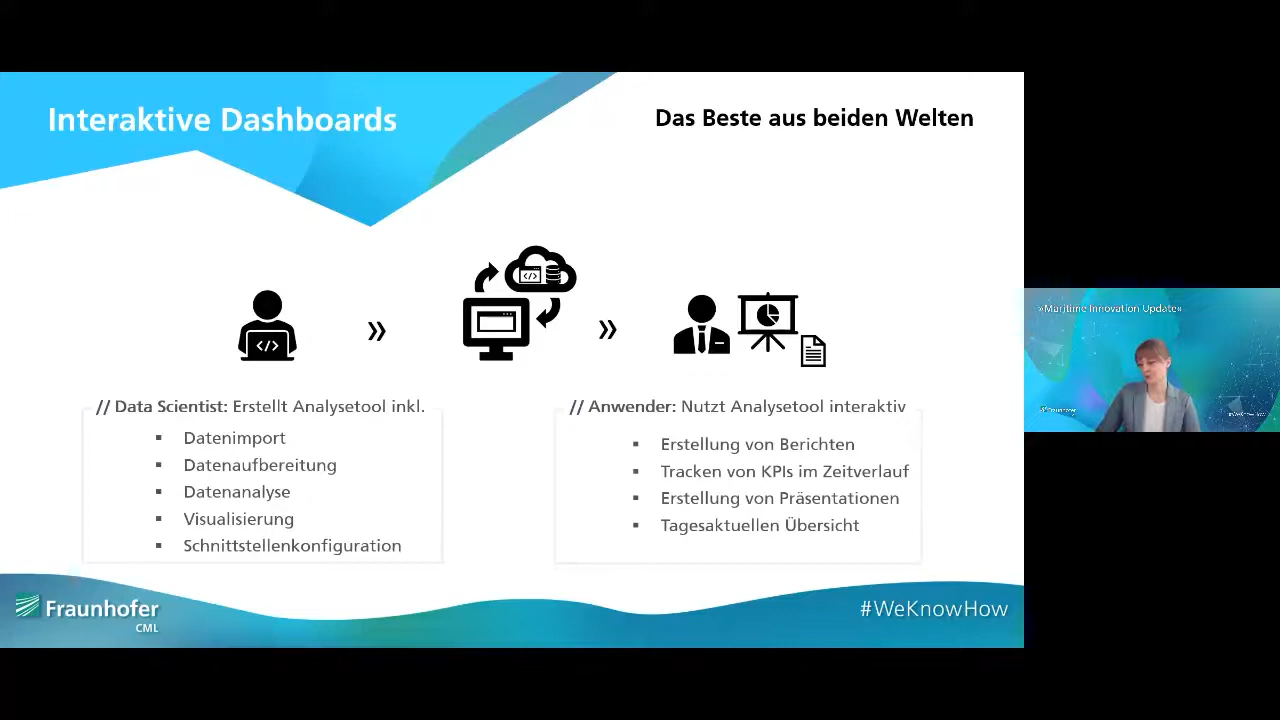 Interaktive Dashboards
Das Beste aus beiden Welten
</>
</>
»
»
// Data Scientist: Erstellt Analysetool inkl.
▪ Datenimport
▪ Datenaufbereitung
▪ Datenanalyse
▪ Visualisierung
▪ Schnittstellenkonfiguration
// Anwender: Nutzt Analysetool interaktiv
▪ Erstellung von Berichten
▪ Tracken von KPIs im Zeitverlauf
▪ Erstellung von Präsentationen
▪ Tagesaktuellen Übersicht
Fraunhofer
CML
#WeKnowHow
»Maritime Innovation Update«
Fraunhofer
#WeKnowHow